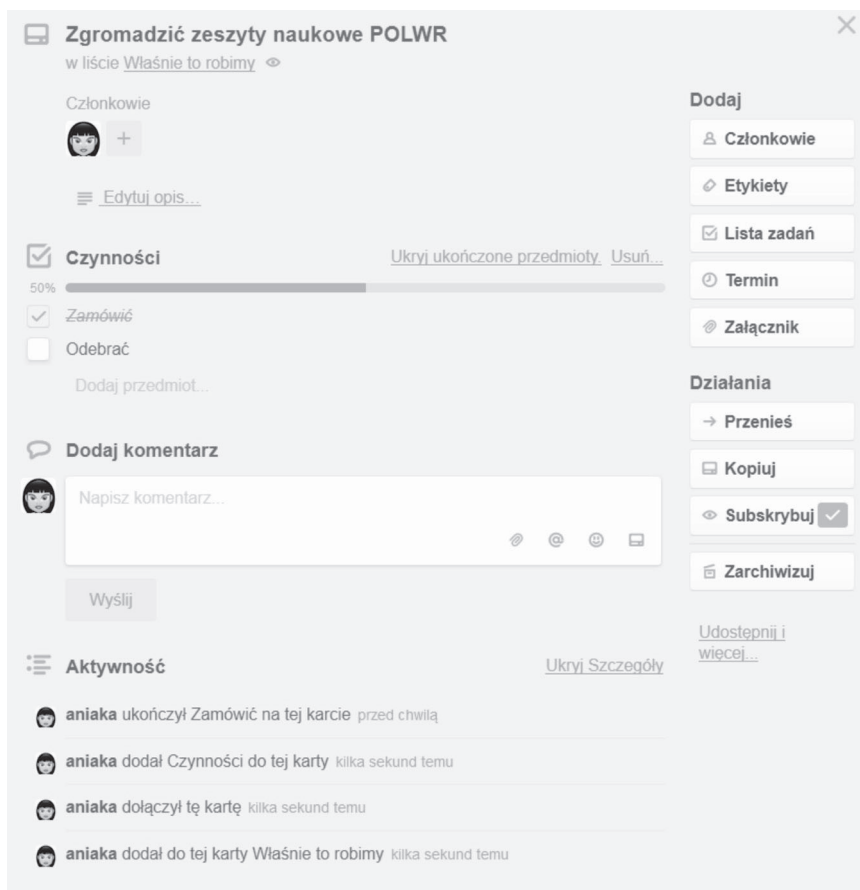 Zgromadzić zeszyty naukowe POLWR
w liście Właśnie to robimy
Członkowie
Edytuj opis...
Czynności
Ukryj ukończone przedmioty Usuń...
50%
Zamówić
Odebrać
Dodaj przedmiot...
Dodaj komentarz
Napisz komentarz...
Wyślij
Aktywność
Ukryj Szczegóły
aniaka ukończył Zamówić na tej karcie przed chwilą
aniaka dodał Czynności do tej karty kilka sekund temu
aniaka dołączył tę kartę kilka sekund temu
aniaka dodał do tej karty Właśnie to robimy kilka sekund temu
Dodaj
Członkowie
Etykiety
Lista zadań
Termin
Załącznik
Działania
Przenieś
Kopiuj
Subskrybuj
Zarchiwizuj
Udostępnij i
więcej...